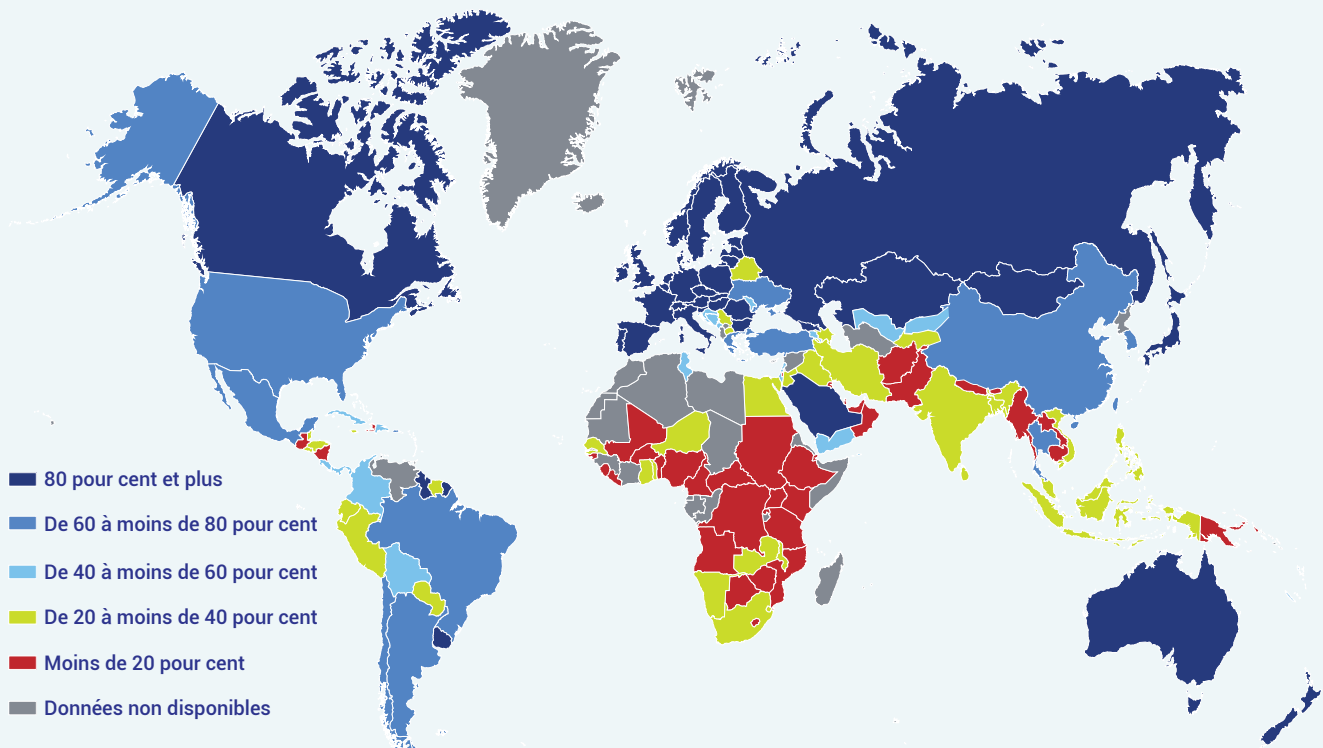 80 pour cent et plus
De 60 à moins de 80 pour cent
De 40 à moins de 60 pour cent
De 20 à moins de 40 pour cent
Moins de 20 pour cent
Données non disponibles